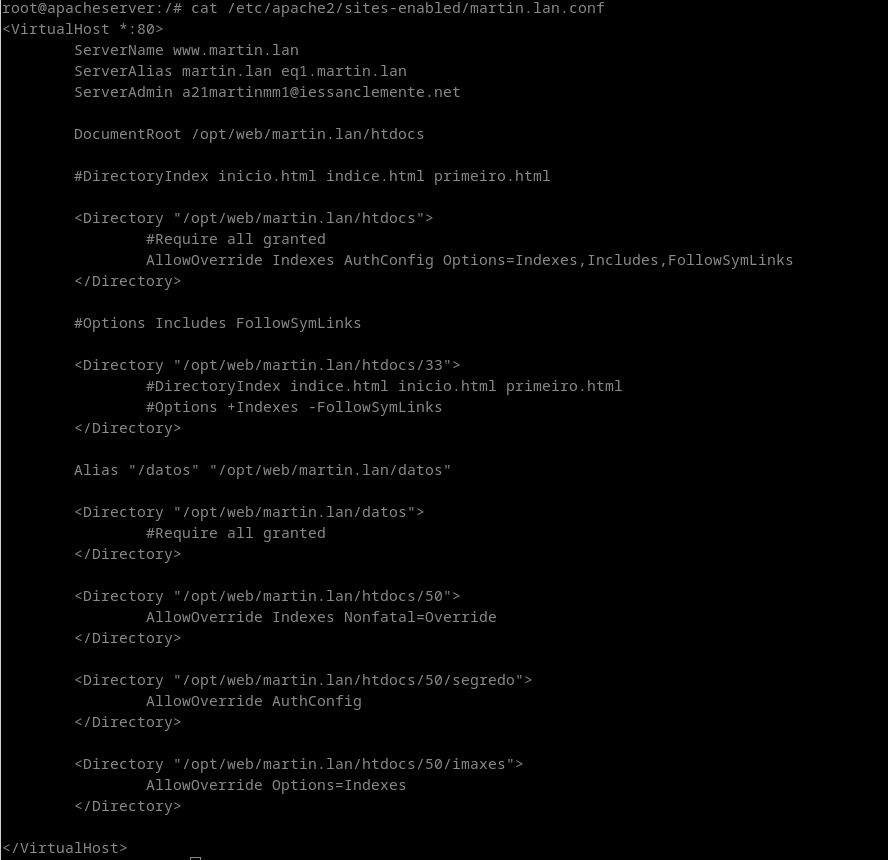 root@apacheserver:/# cat /etc/apache2/sites-enabled/martin.lan.conf
<VirtualHost *:80>
        ServerName www.martin.lan
        ServerAlias martin.lan eq1.martin.lan
        ServerAdmin a21martinmm1@iessanclemente.net

        DocumentRoot /opt/web/martin.lan/htdocs

        #DirectoryIndex inicio.html indice.html primeiro.html

        <Directory "/opt/web/martin.lan/htdocs">
                #Require all granted
                AllowOverride Indexes AuthConfig Options=Indexes,Includes,FollowSymLinks
        </Directory>

        #Options Includes FollowSymLinks

        <Directory "/opt/web/martin.lan/htdocs/33">
                #DirectoryIndex indice.html inicio.html primeiro.html
                #Options +Indexes -FollowSymLinks
        </Directory>

        Alias "/datos" "/opt/web/martin.lan/datos"

        <Directory "/opt/web/martin.lan/datos">
                #Require all granted
        </Directory>

        <Directory "/opt/web/martin.lan/htdocs/50">
                AllowOverride Indexes Nonfatal=Override
        </Directory>

        <Directory "/opt/web/martin.lan/htdocs/50/segredo">
                AllowOverride AuthConfig
        </Directory>

        <Directory "/opt/web/martin.lan/htdocs/50/imaxes">
                AllowOverride Options=Indexes
        </Directory>

</VirtualHost>